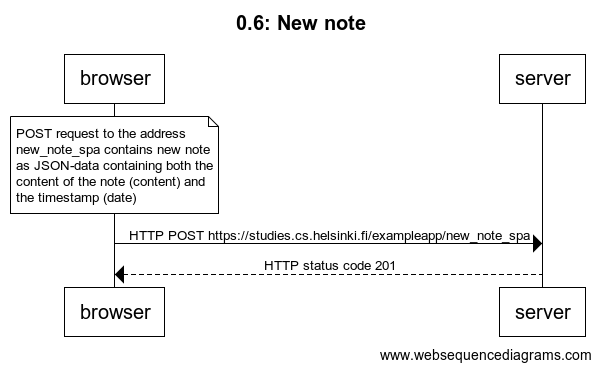 0.6: New note
browser
server
POST request to the address
new_note_spa contains new note
as JSON-data containing both the
content of the note (content) and
the timestamp (date)
HTTP POST https://studies.cs.helsinki.fi/exampleapp/new_note_spa
HTTP status code 201
browser
server
www.websequencediagrams.com